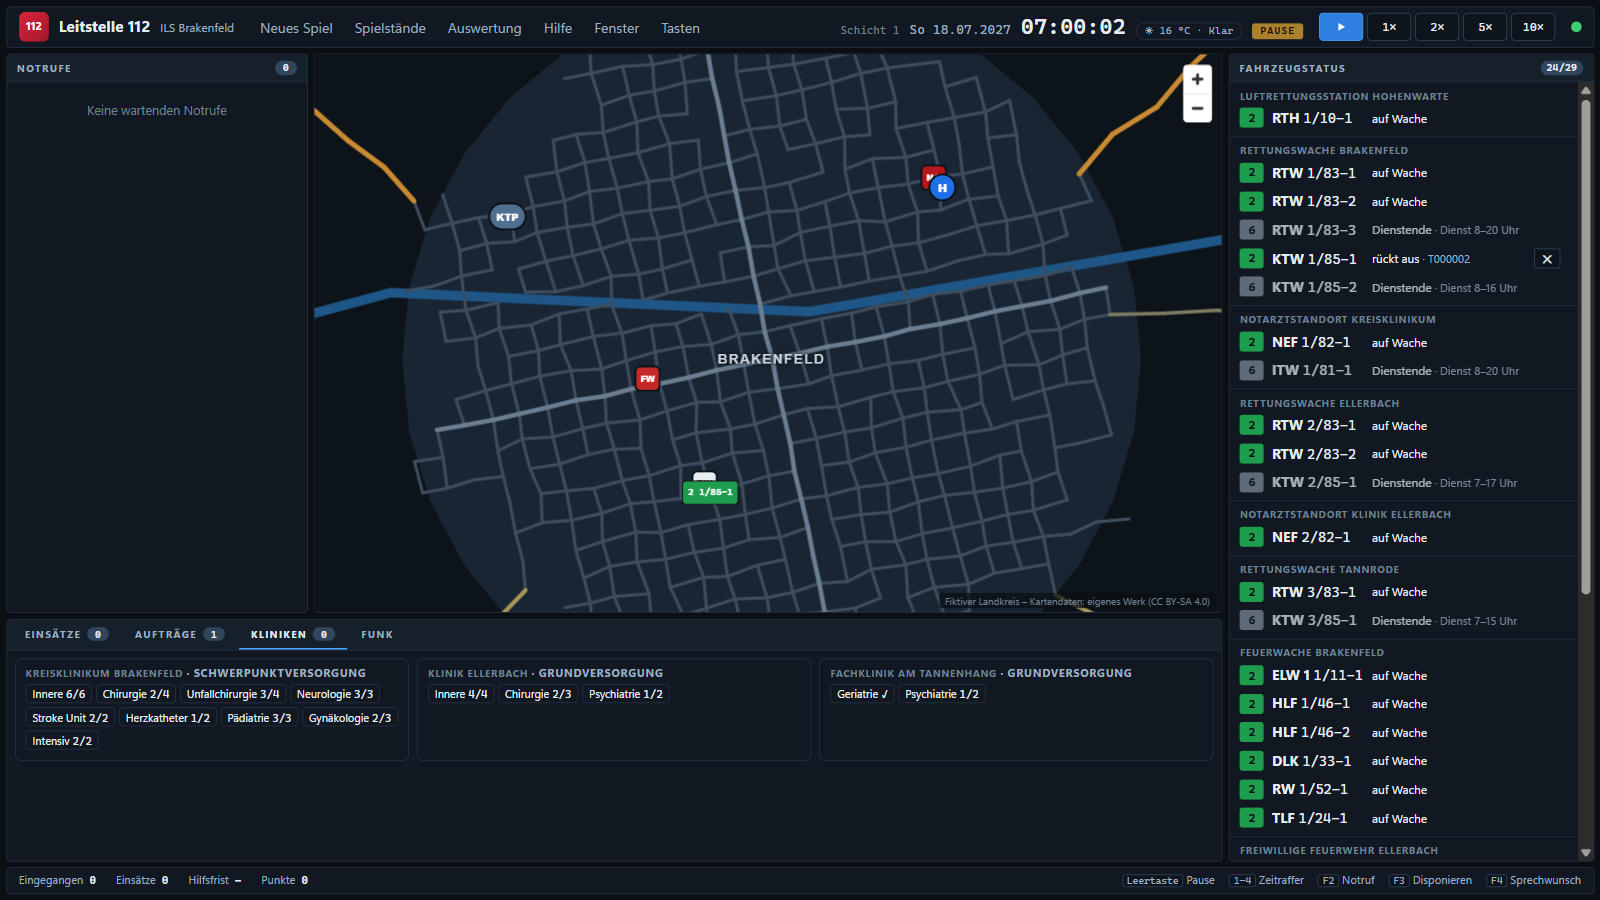 112 Leitstelle 112 ILS Brakenfeld Neues Spiel Spielstände Auswertung Hilfe Fenster Tasten Schicht 1 So 18.07.2027 07:00:02 ☀ 16 °C · Klar PAUSE ▶ 1× 2× 5× 10×
NOTRUFE 0
Keine wartenden Notrufe
+
−
H
KTP
BRAKENFELD
FW
2 1/85–1
Fiktiver Landkreis – Kartendaten: eigenes Werk (CC BY-SA 4.0)
EINSÄTZE 0 AUFTRÄGE 1 KLINIKEN 0 FUNK
KREISKLINIKUM BRAKENFELD · SCHWERPUNKTVERSORGUNG
Innere 6/6 Chirurgie 2/4 Unfallchirurgie 3/4 Neurologie 3/3
Stroke Unit 2/2 Herzkatheter 1/2 Pädiatrie 3/3 Gynäkologie 2/3
Intensiv 2/2
KLINIK ELLERBACH · GRUNDVERSORGUNG
Innere 4/4 Chirurgie 2/3 Psychiatrie 1/2
FACHKLINIK AM TANNENHANG · GRUNDVERSORGUNG
Geriatrie ✓ Psychiatrie 1/2
FAHRZEUGSTATUS 24/29
LUFTRETTUNGSSTATION HOHENWARTE
2 RTH 1/10–1 auf Wache
RETTUNGSWACHE BRAKENFELD
2 RTW 1/83–1 auf Wache
2 RTW 1/83–2 auf Wache
6 RTW 1/83–3 Dienstende · Dienst 8–20 Uhr
2 KTW 1/85–1 rückt aus · T000002 ✕
6 KTW 1/85–2 Dienstende · Dienst 8–16 Uhr
NOTARZTSTANDORT KREISKLINIKUM
2 NEF 1/82–1 auf Wache
6 ITW 1/81–1 Dienstende · Dienst 8–20 Uhr
RETTUNGSWACHE ELLERBACH
2 RTW 2/83–1 auf Wache
2 RTW 2/83–2 auf Wache
6 KTW 2/85–1 Dienstende · Dienst 7–17 Uhr
NOTARZTSTANDORT KLINIK ELLERBACH
2 NEF 2/82–1 auf Wache
RETTUNGSWACHE TANNRODE
2 RTW 3/83–1 auf Wache
6 KTW 3/85–1 Dienstende · Dienst 7–15 Uhr
FEUERWACHE BRAKENFELD
2 ELW 1 1/11–1 auf Wache
2 HLF 1/46–1 auf Wache
2 HLF 1/46–2 auf Wache
2 DLK 1/33–1 auf Wache
2 RW 1/52–1 auf Wache
2 TLF 1/24–1 auf Wache
FREIWILLIGE FEUERWEHR ELLERBACH
Eingegangen 0 Einsätze 0 Hilfsfrist – Punkte 0 Leertaste Pause 1–4 Zeitraffer F2 Notruf F3 Disponieren F4 Sprechwunsch